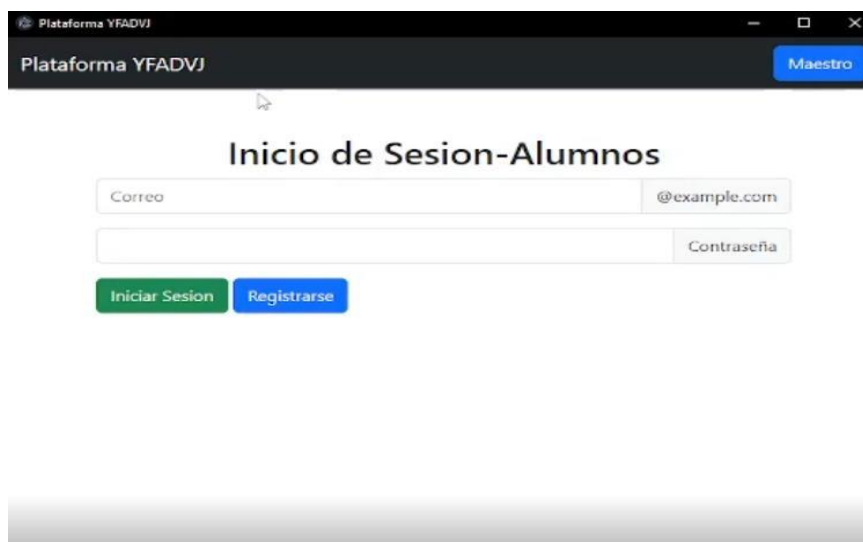 Plataforma YFADVJ
Plataforma YFADVJ Maestro
Inicio de Sesion-Alumnos
Correo @example.com
Contraseña
Iniciar Sesion Registrarse